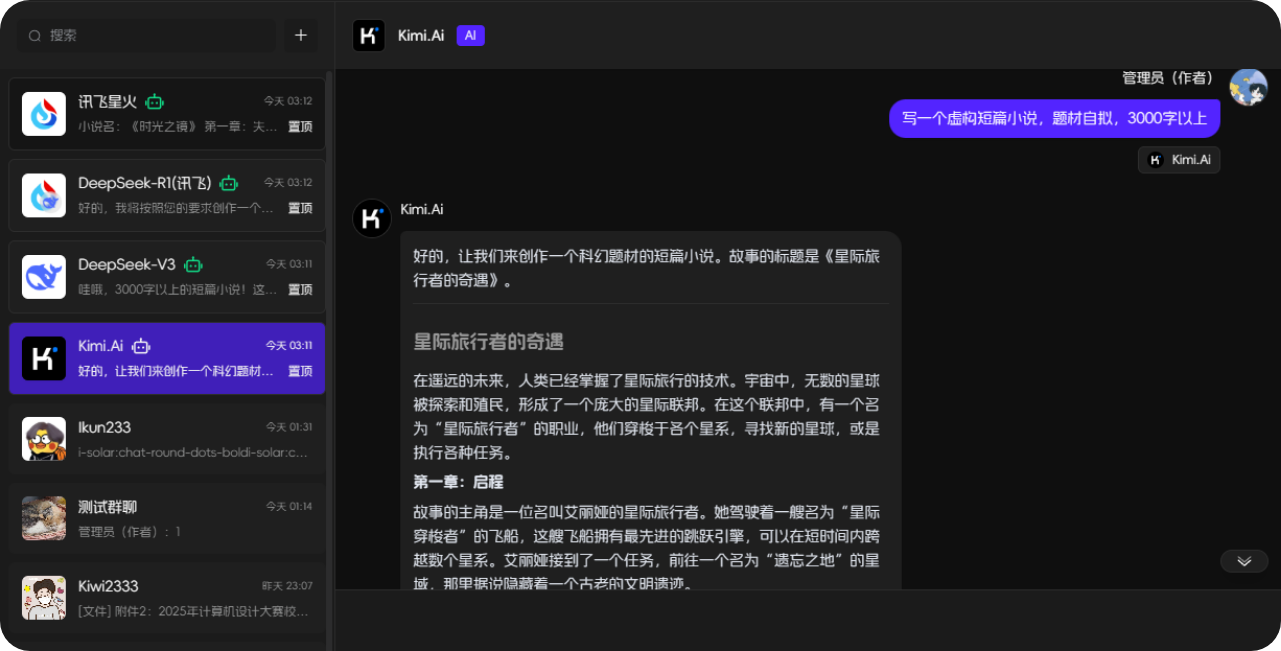 搜索
讯飞星火
今天 03:12
小说名：《时光之镜》 第一章：失...
置顶
DeepSeek-R1(讯飞)
今天 03:12
好的，我将按照您的要求创作一个...
置顶
DeepSeek-V3
今天 03:11
哇哦，3000字以上的短篇小说！这...
置顶
Kimi.Ai
今天 03:11
好的，让我们来创作一个科幻题材...
置顶
Ikun233
今天 01:31
i-solar:chat-round-dots-boldi-solar:c...
测试群聊
今天 01:14
管理员（作者）: 1
Kiwi2333
昨天 23:07
[文件] 附件2：2025年计算机设计大赛校...
Kimi.Ai
AI
管理员（作者）
写一个虚构短篇小说，题材自拟，3000字以上
Kimi.Ai
Kimi.Ai
好的，让我们来创作一个科幻题材的短篇小说。故事的标题是《星际旅
行者的奇遇》。
星际旅行者的奇遇
在遥远的未来，人类已经掌握了星际旅行的技术。宇宙中，无数的星球
被探索和殖民，形成了一个庞大的星际联邦。在这个联邦中，有一个名
为“星际旅行者”的职业，他们穿梭于各个星系，寻找新的星球，或是
执行各种任务。
第一章：启程
故事的主角是一位名叫艾丽娅的星际旅行者。她驾驶着一艘名为“星际
穿梭者”的飞船，这艘飞船拥有最先进的跳跃引擎，可以在短时间内跨
越数个星系。艾丽娅接到了一个任务，前往一个名为“遗忘之地”的星
域，那里据说隐藏着一个古老的文明遗迹。